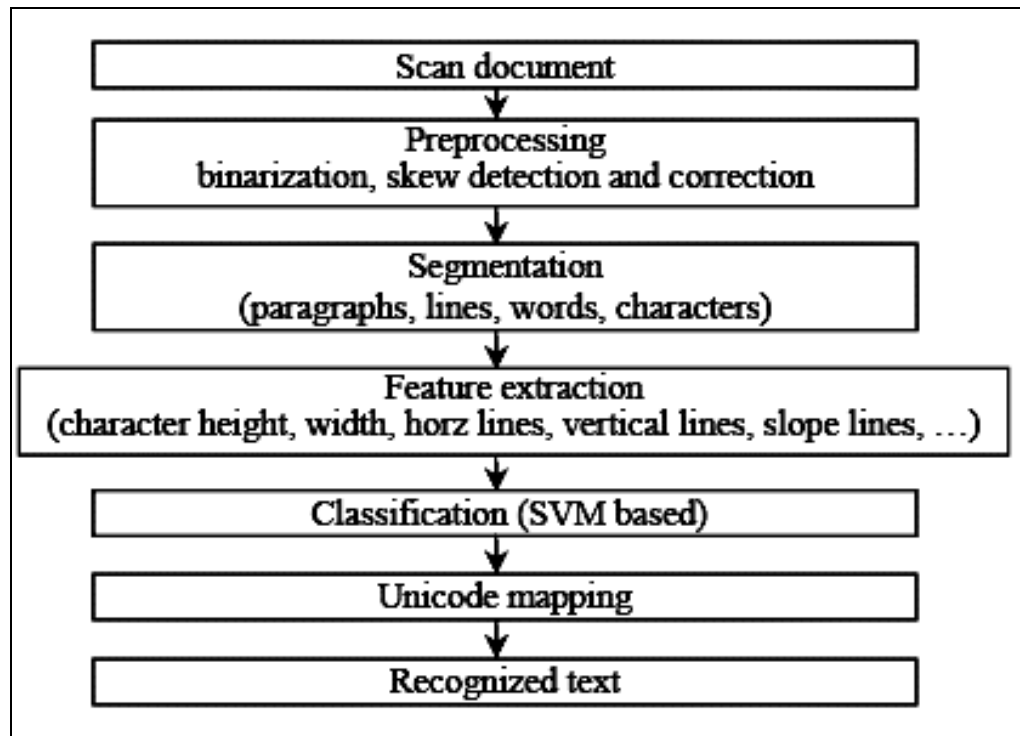 Scan document
Preprocessing
binarization, skew detection and correction
Segmentation
(paragraphs, lines, words, characters)
Feature extraction
(character height, width, horz lines, vertical lines, slope lines, …)
Classification (SVM based)
Unicode mapping
Recognized text